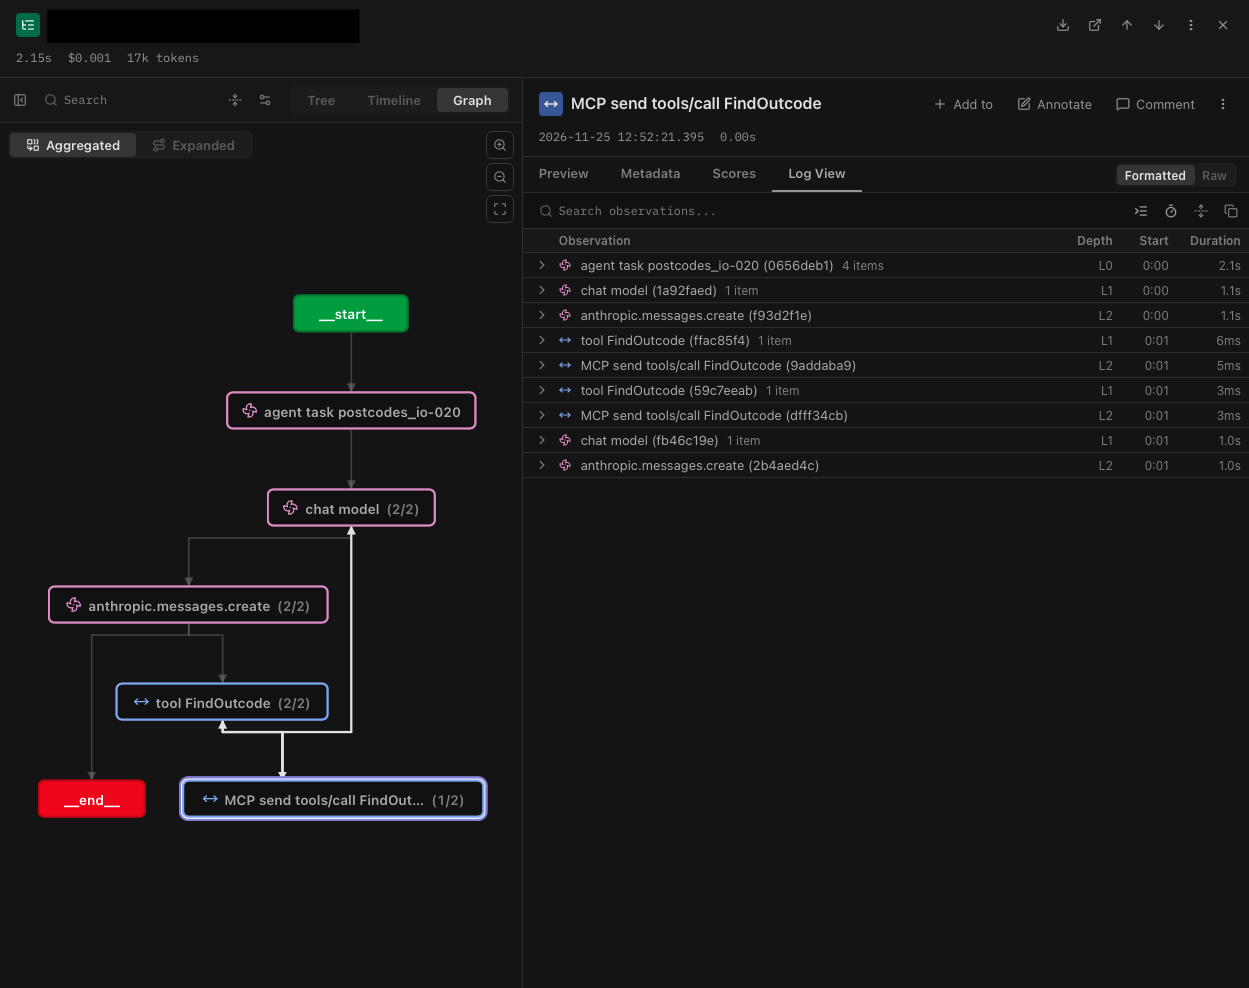 2.15s $0.001 17k tokens
Search
Tree Timeline Graph
Aggregated Expanded
__start__
agent task postcodes_io-020
chat model (2/2)
anthropic.messages.create (2/2)
tool FindOutcode (2/2)
__end__
MCP send tools/call FindOut... (1/2)
MCP send tools/call FindOutcode
Add to Annotate Comment
2026-11-25 12:52:21.395 0.00s
Preview Metadata Scores Log View
Formatted Raw
Search observations...
Observation Depth Start Duration
agent task postcodes_io-020 (0656deb1) 4 items L0 0:00 2.1s
chat model (1a92faed) 1 item L1 0:00 1.1s
anthropic.messages.create (f93d2f1e) L2 0:00 1.1s
tool FindOutcode (ffac85f4) 1 item L1 0:01 6ms
MCP send tools/call FindOutcode (9addaba9) L2 0:01 5ms
tool FindOutcode (59c7eeab) 1 item L1 0:01 3ms
MCP send tools/call FindOutcode (dfff34cb) L2 0:01 3ms
chat model (fb46c19e) 1 item L1 0:01 1.0s
anthropic.messages.create (2b4aed4c) L2 0:01 1.0s